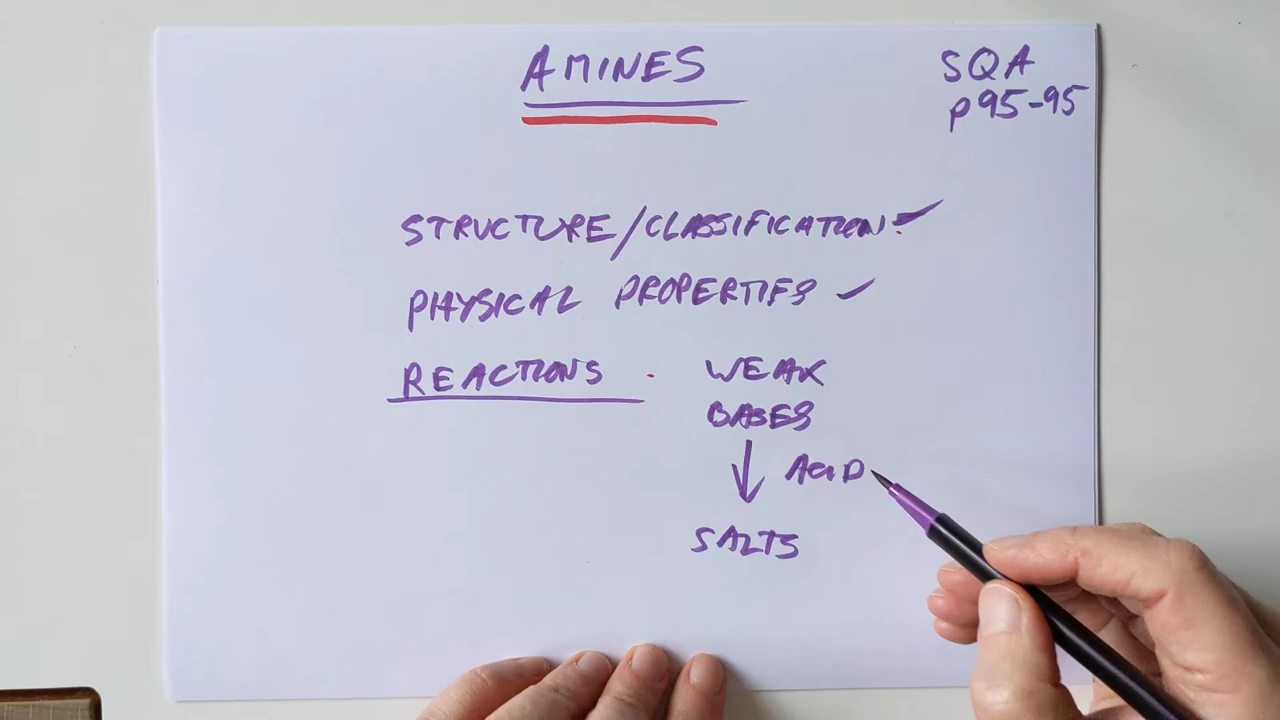 AMINES
SQA
p95-95
STRUCTURE/CLASSIFICATION
PHYSICAL PROPERTIES
REACTIONS
WEAK
BASES
ACID
SALTS